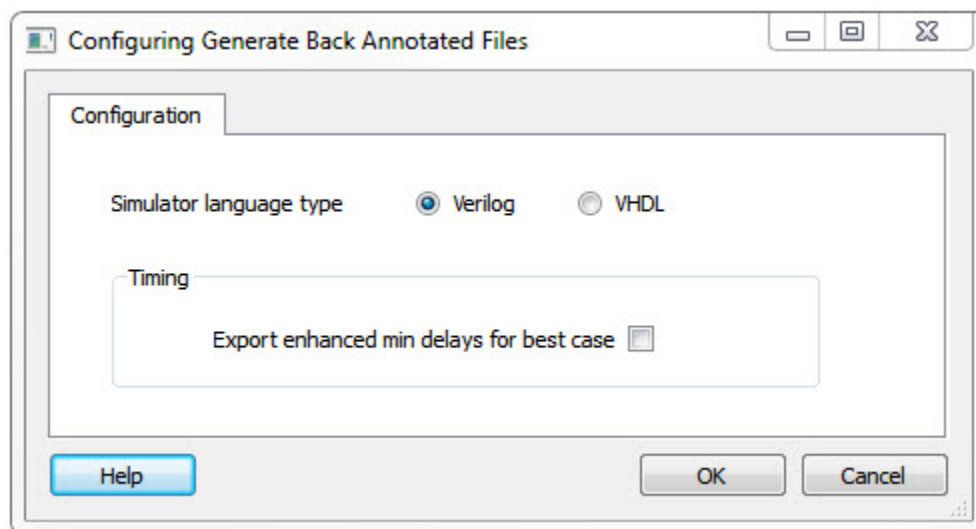 Configuring Generate Back Annotated Files
Configuration
Simulator language type Verilog VHDL
Timing
Export enhanced min delays for best case
Help OK Cancel